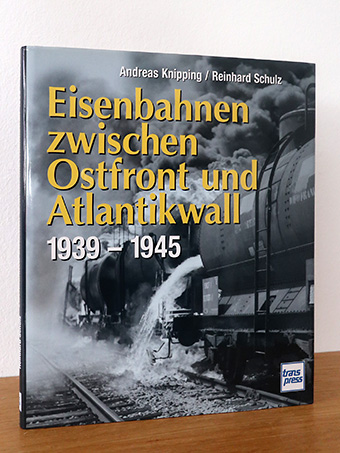 Andreas Knipping / Reinhard Schulz
Eisenbahnen
zwischen
Ostfront und
Atlantikwall
1939 – 1945
trans
press